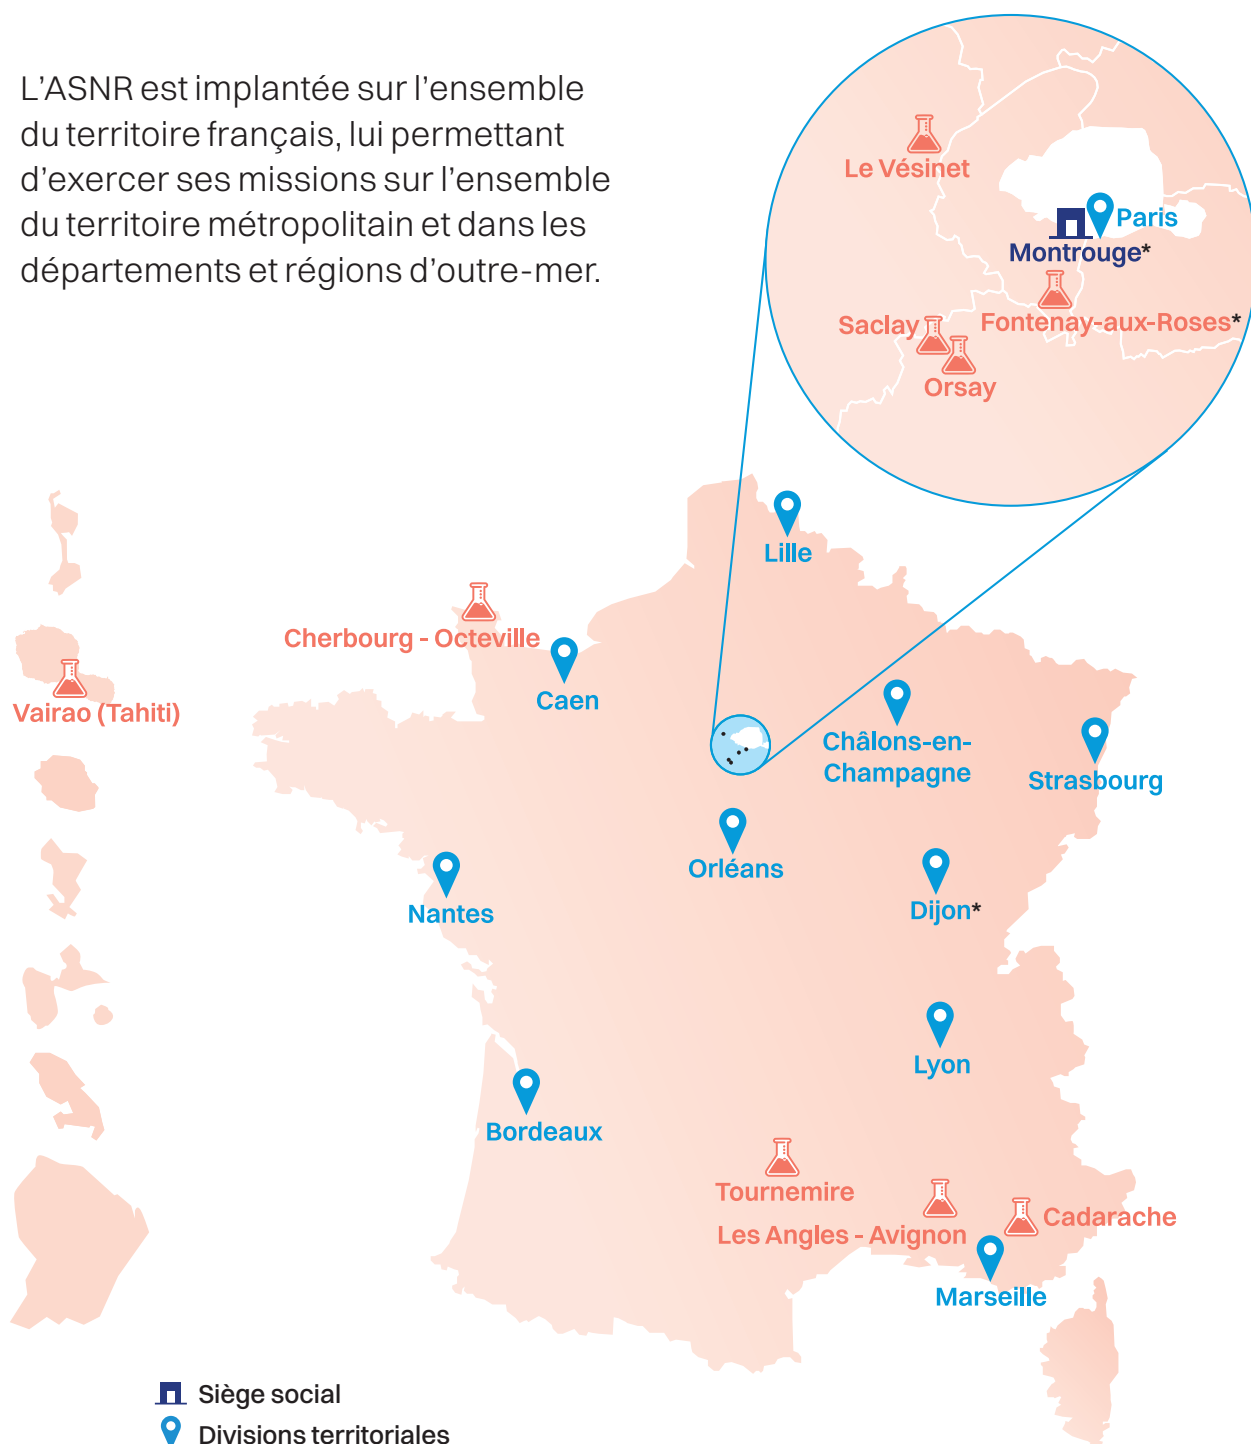 L’ASNR est implantée sur l’ensemble
du territoire français, lui permettant
d’exercer ses missions sur l’ensemble
du territoire métropolitain et dans les
départements et régions d’outre-mer.
Le Vésinet
Paris
Montrouge*
Fontenay-aux-Roses*
Saclay
Orsay
Lille
Cherbourg - Octeville
Caen
Vairao (Tahiti)
Châlons-en-
Champagne
Strasbourg
Orléans
Nantes
Dijon*
Lyon
Bordeaux
Tournemire
Les Angles - Avignon
Cadarache
Marseille
Siège social
Divisions territoriales